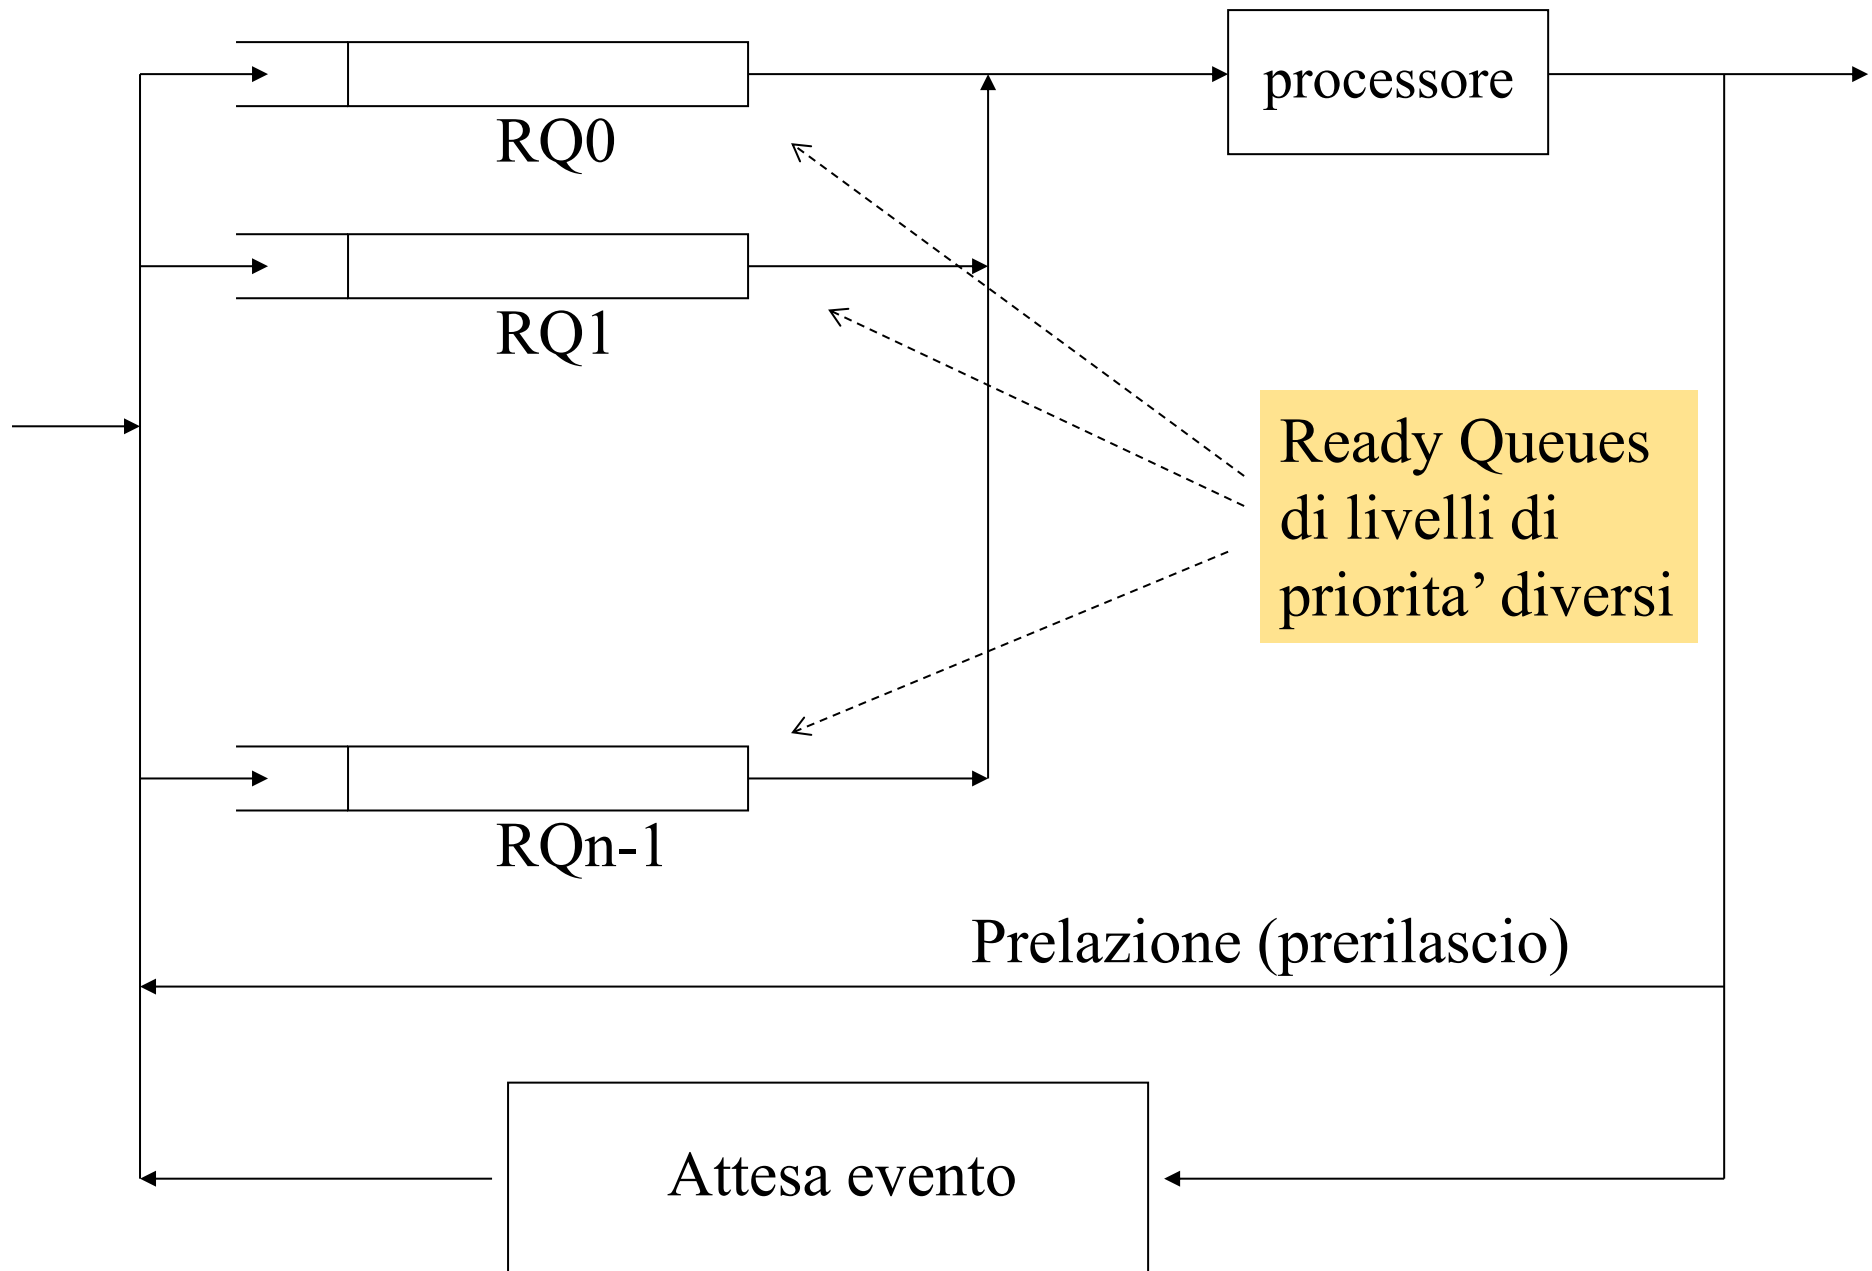 processore
RQ0
RQ1
Ready Queues
di livelli di
priorita’ diversi
RQn-1
Prelazione (prerilascio)
Attesa evento